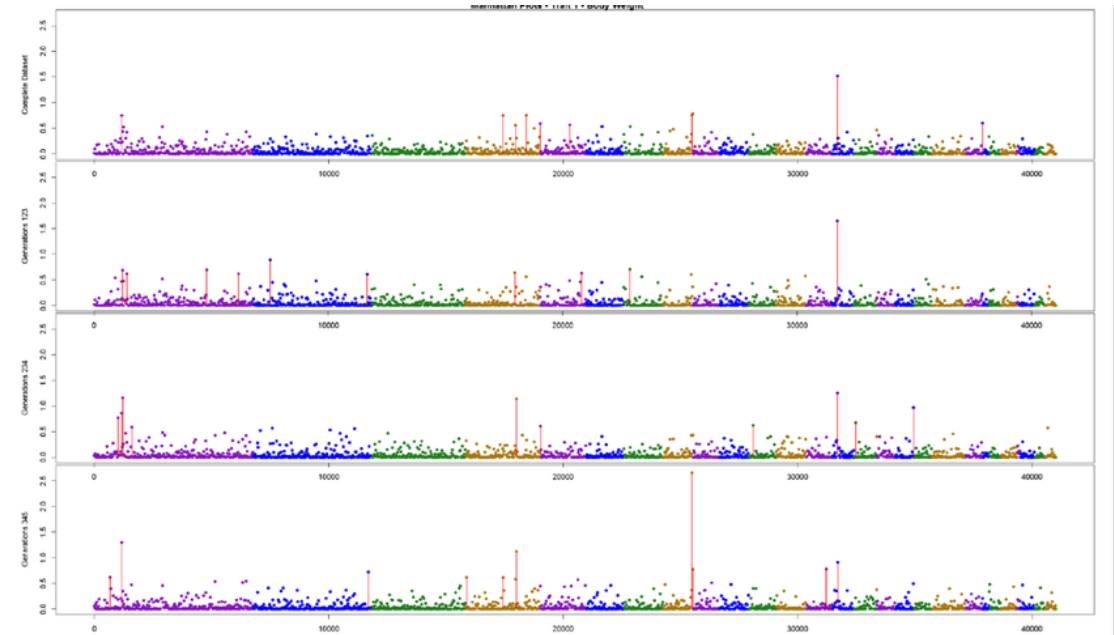 Manhattan Plots - Trait 1 - Body Weight
2.5
2.0
1.5
1.0
0.5
0.0
Complete Dataset
0 10000 20000 30000 40000
2.5
2.0
1.5
1.0
0.5
0.0
Generations 123
0 10000 20000 30000 40000
2.5
2.0
1.5
1.0
0.5
0.0
Generations 234
0 10000 20000 30000 40000
2.5
2.0
1.5
1.0
0.5
0.0
Generations 345
0 10000 20000 30000 40000